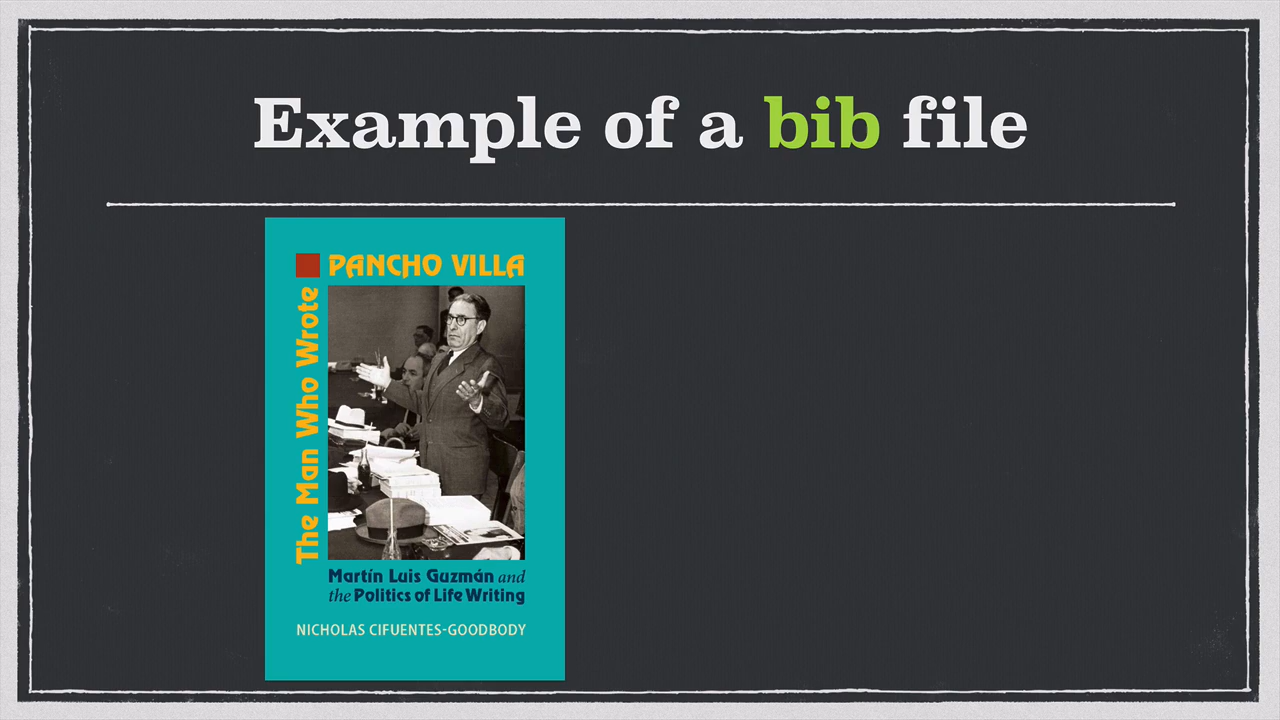 Example of a bib file
PANCHO VILLA
The Man Who Wrote
Martín Luis Guzmán and
the Politics of Life Writing
NICHOLAS CIFUENTES-GOODBODY